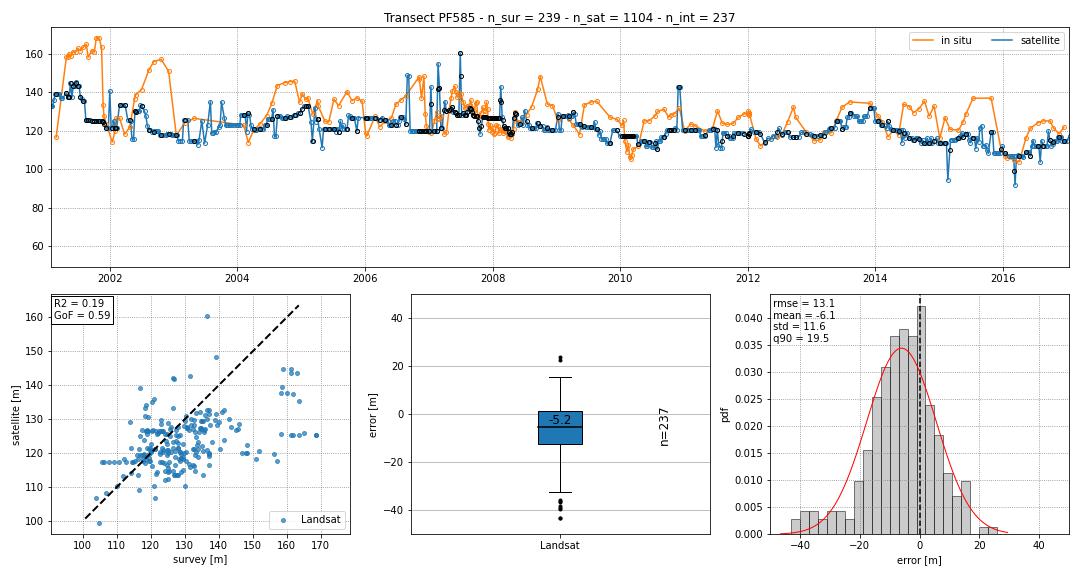 Transect PF585 - n_sur = 239 - n_sat = 1104 - n_int = 237
in situ
satellite
160
140
120
100
80
60
2002
2004
2006
2008
2010
2012
2014
2016
R2 = 0.19
GoF = 0.59
160
150
140
130
120
110
100
satellite [m]
Landsat
100
110
120
130
140
150
160
170
survey [m]
40
20
0
−20
−40
error [m]
-5.2
n=237
Landsat
rmse = 13.1
mean = -6.1
std = 11.6
q90 = 19.5
0.040
0.035
0.030
0.025
0.020
0.015
0.010
0.005
0.000
pdf
−40
−20
0
20
40
error [m]